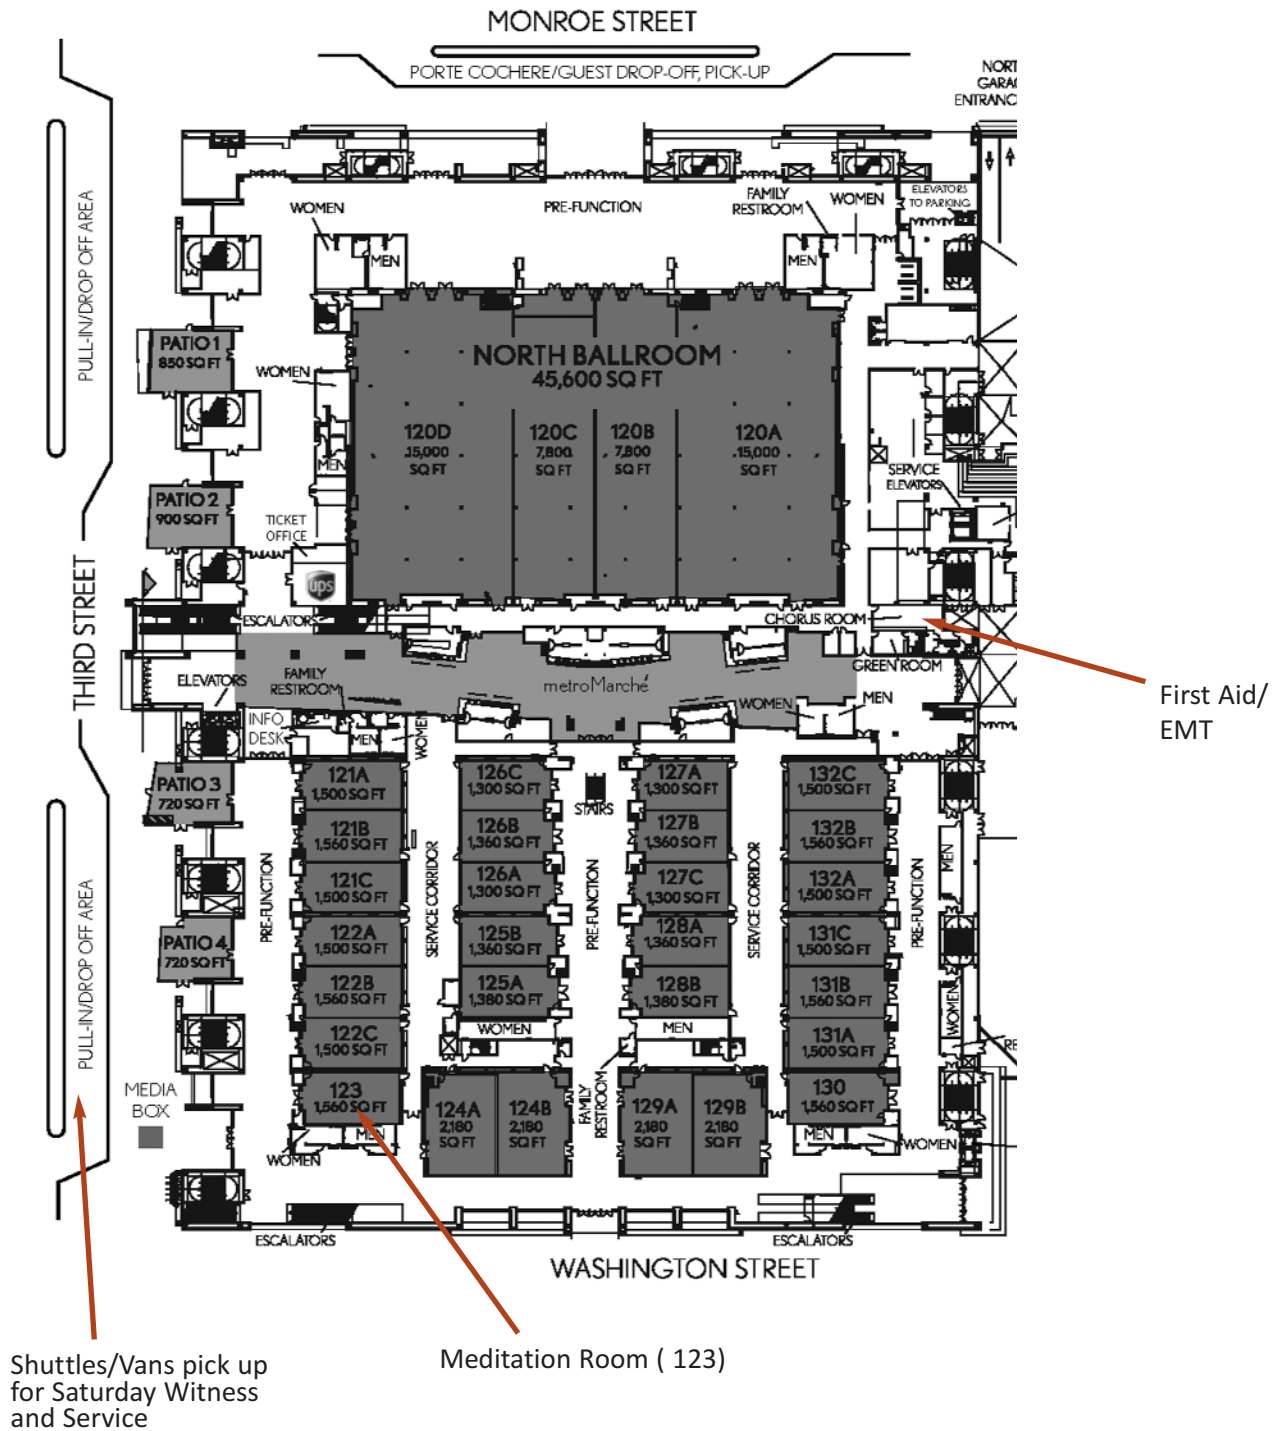 MONROE STREET
PORTE COCHERE/GUEST DROP-OFF, PICK-UP
PULL-IN/DROP OFF AREA
WOMEN
MEN
PRE-FUNCTION
FAMILY
RESTROOM
WOMEN
MEN
ELEVATORS
TO PARKING
PATIO 1
850 SQ FT
WOMEN
MEN
NORTH BALLROOM
45,600 SQ FT
120D
15,000
SQ FT
120C
7,800
SQ FT
120B
7,800
SQ FT
120A
15,000
SQ FT
SERVICE
ELEVATORS
PATIO 2
900 SQ FT
TICKET
OFFICE
ups
THIRD STREET
ESCALATORS
CHORUS ROOM
GREEN ROOM
First Aid/
EMT
ELEVATORS
FAMILY
RESTROOM
metroMarché
WOMEN
MEN
INFO
DESK
MEN
WOMEN
PATIO 3
720 SQ FT
121A
1,500 SQ FT
126C
1,300 SQ FT
STAIRS
127A
1,300 SQ FT
132C
1,500 SQ FT
121B
1,560 SQ FT
126B
1,360 SQ FT
127B
1,360 SQ FT
132B
1,560 SQ FT
121C
1,500 SQ FT
126A
1,300 SQ FT
127C
1,300 SQ FT
132A
1,500 SQ FT
PRE-FUNCTION
SERVICE CORRIDOR
PRE-FUNCTION
SERVICE CORRIDOR
PRE-FUNCTION
MEN
WOMEN
PULL-IN/DROP OFF AREA
PATIO 4
720 SQ FT
122A
1,500 SQ FT
125B
1,360 SQ FT
128A
1,360 SQ FT
131C
1,500 SQ FT
122B
1,560 SQ FT
125A
1,380 SQ FT
128B
1,380 SQ FT
131B
1,560 SQ FT
WOMEN
MEN
122C
1,500 SQ FT
131A
1,500 SQ FT
MEDIA
BOX
123
1,560 SQ FT
124A
2,180
SQ FT
124B
2,180
SQ FT
FAMILY
RESTROOM
129A
2,180
SQ FT
129B
2,180
SQ FT
130
1,560 SQ FT
MEN
WOMEN
MEN
WOMEN
ESCALATORS
ESCALATORS
WASHINGTON STREET
Shuttles/Vans pick up
for Saturday Witness
and Service
Meditation Room ( 123)